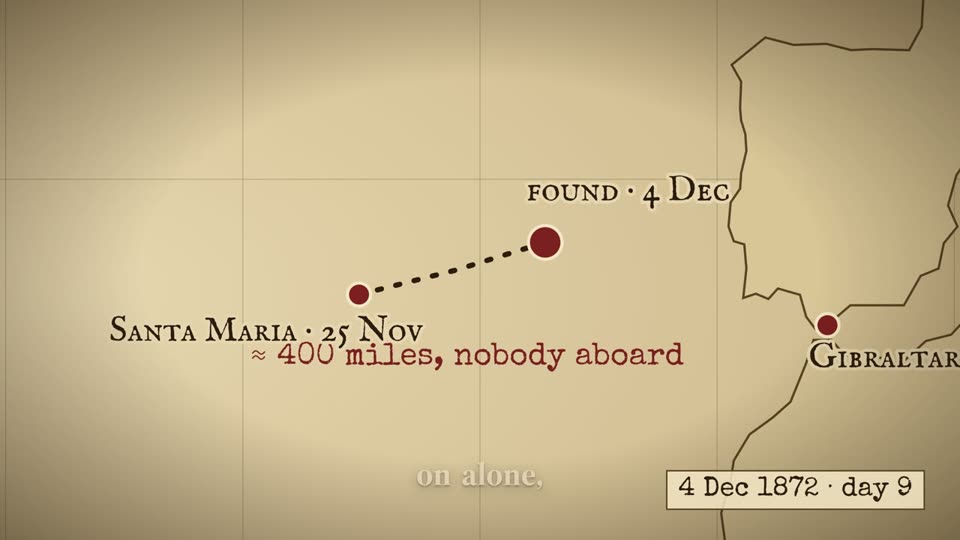 FOUND · 4 DEC
SANTA MARIA · 25 NOV
≈ 400 miles, nobody aboard
GIBRALTAR
on alone,
4 Dec 1872 · day 9